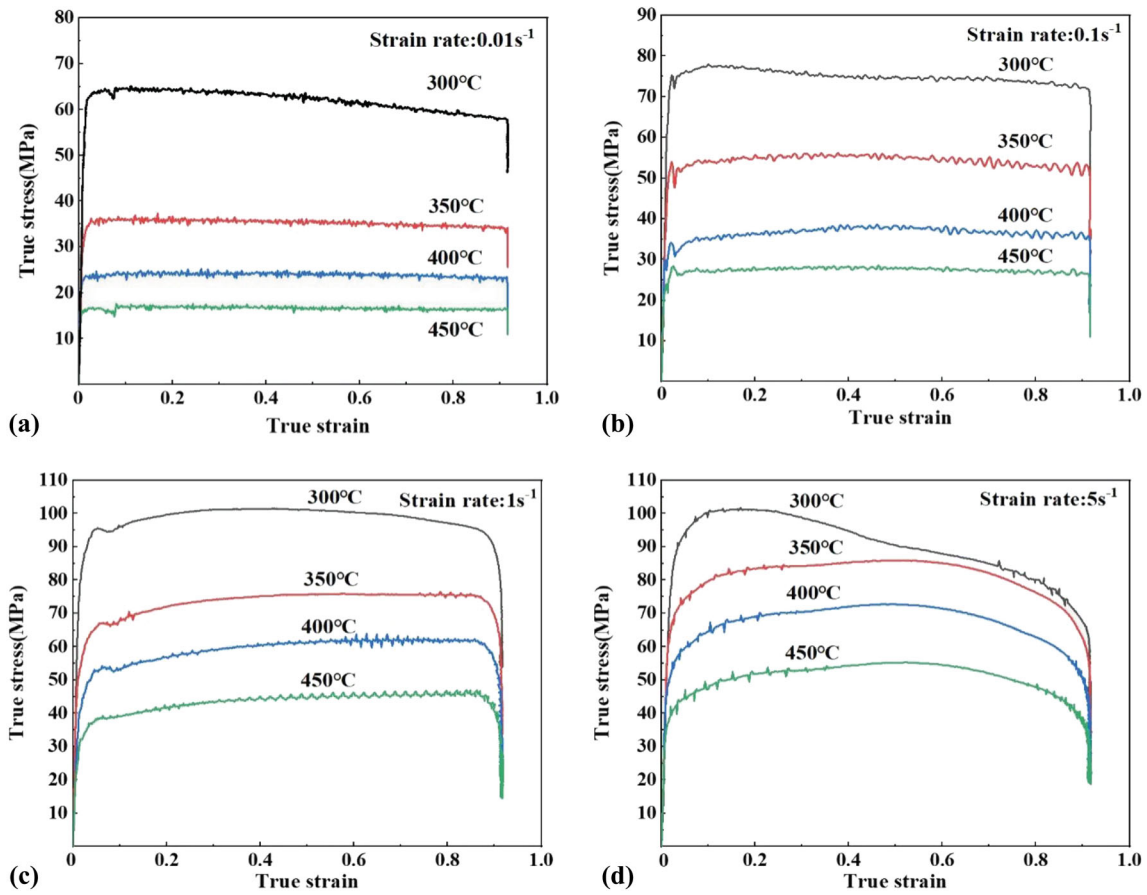 80
70
60
50
40
30
20
10
0
0.2
0.4
0.6
0.8
1.0
True stress(MPa)
True strain
Strain rate:0.01s⁻¹
300°C
350°C
400°C
450°C
(a)
90
80
70
60
50
40
30
20
10
0
0.2
0.4
0.6
0.8
1.0
True stress(MPa)
True strain
Strain rate:0.1s⁻¹
300°C
350°C
400°C
450°C
(b)
110
100
90
80
70
60
50
40
30
20
10
0
0.2
0.4
0.6
0.8
1.0
True stress(MPa)
True strain
Strain rate:1s⁻¹
300°C
350°C
400°C
450°C
(c)
110
100
90
80
70
60
50
40
30
20
10
0
0.2
0.4
0.6
0.8
1.0
True stress(MPa)
True strain
Strain rate:5s⁻¹
300°C
350°C
400°C
450°C
(d)